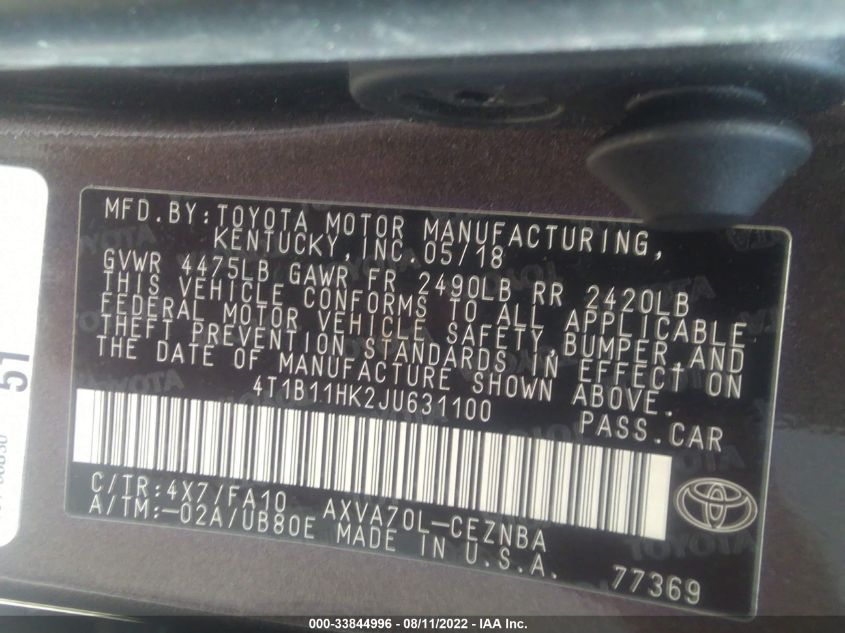 MFD.BY:TOYOTA MOTOR MANUFACTURING,
KENTUCKY,INC.05/18
GVWR 4475LB GAWR FR 2490LB RR 2420LB
THIS VEHICLE CONFORMS TO ALL APPLICABLE
FEDERAL MOTOR VEHICLE SAFETY,BUMPER,AND
THEFT PREVENTION STANDARDS IN EFFECT ON
THE DATE OF MANUFACTURE SHOWN ABOVE.
4T1B11HK2JU631100
PASS.CAR
C/TR:4X7/FA10 AXVA70L-CEZNBA
A/TM:-02A/UB80E MADE IN U.S.A.
77369
51
TOYOTA
000-33844996 - 08/11/2022 - IAA Inc.